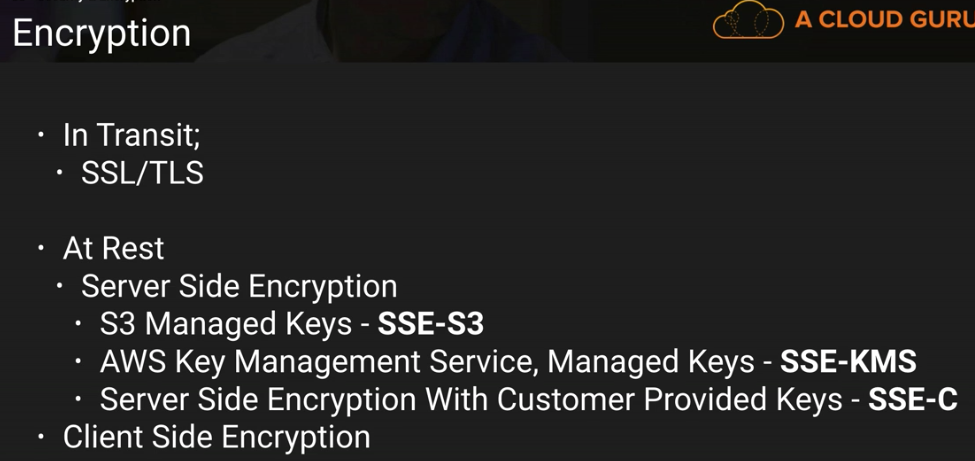 Encryption
A CLOUD GURU
· In Transit;
· SSL/TLS
· At Rest
· Server Side Encryption
· S3 Managed Keys - SSE-S3
· AWS Key Management Service, Managed Keys - SSE-KMS
· Server Side Encryption With Customer Provided Keys - SSE-C
· Client Side Encryption